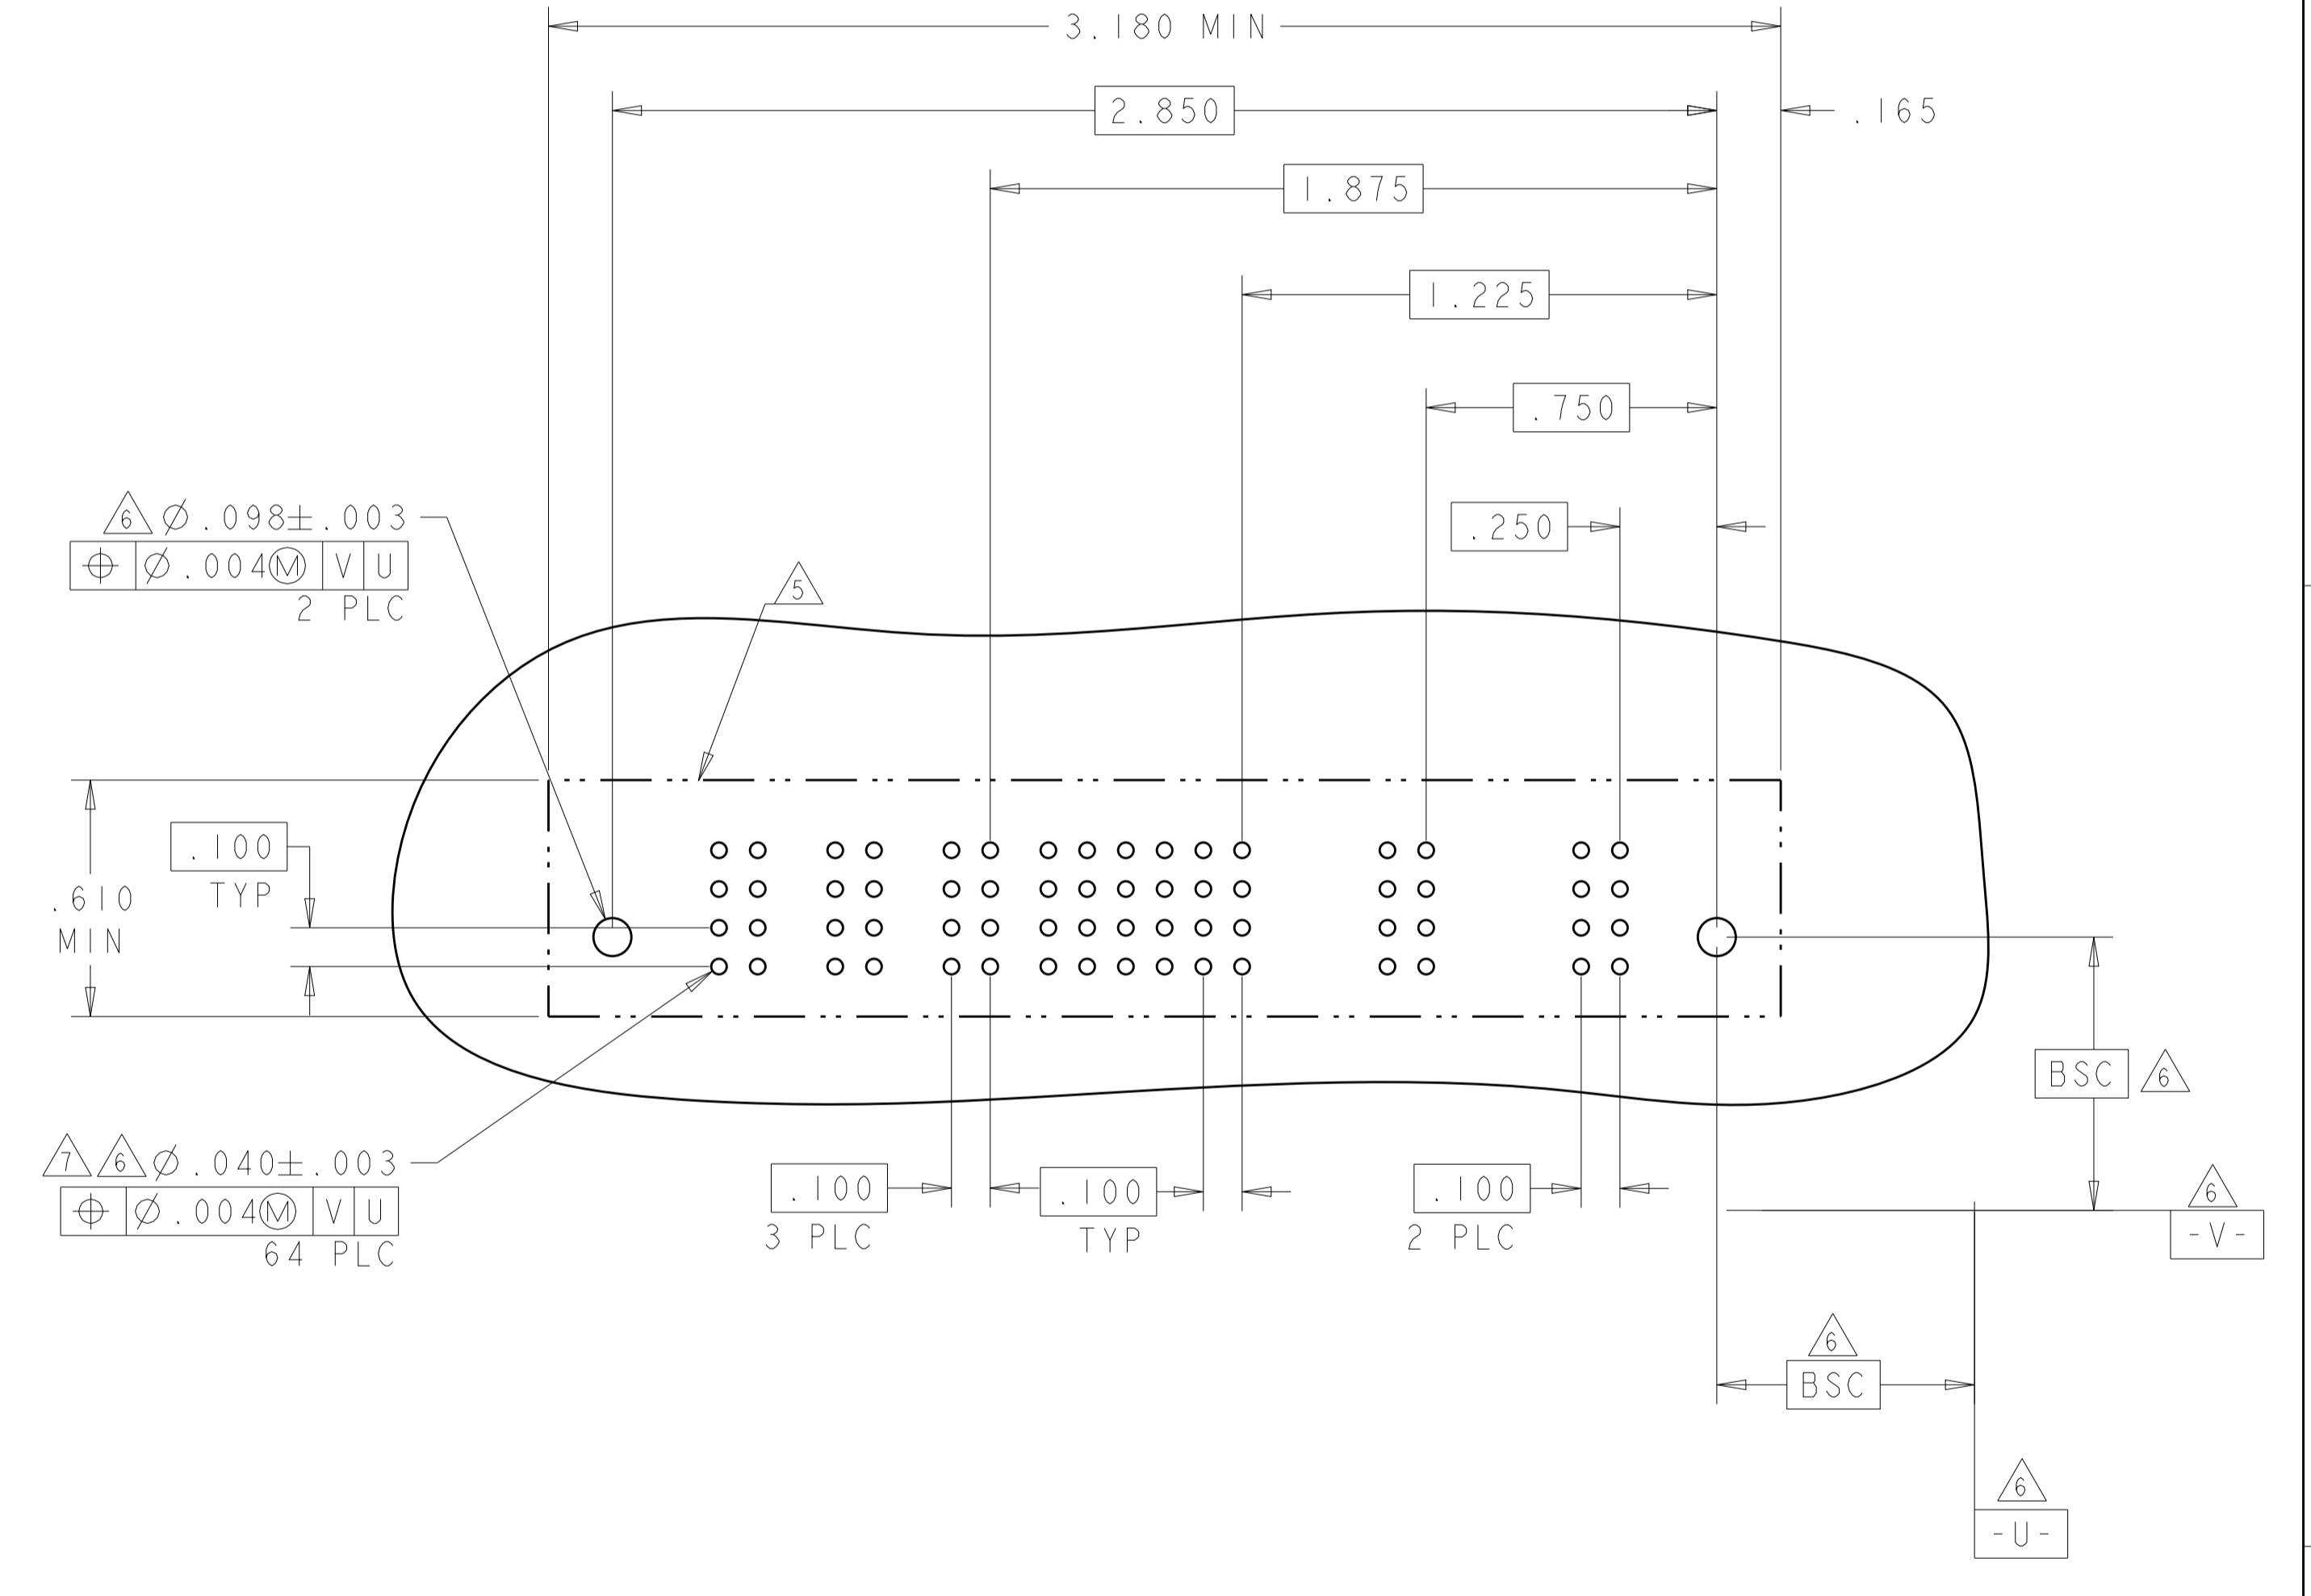 3.180 MIN
2.850
.165
1.875
1.225
.750
.250
6 Ø.098±.003
⌖ Ø.004Ⓜ V U
2 PLC
5
.100
TYP
.610
MIN
BSC 6
7 6 Ø.040±.003
⌖ Ø.004Ⓜ V U
64 PLC
.100
3 PLC
.100
TYP
.100
2 PLC
6
-V-
6
BSC
6
-U-